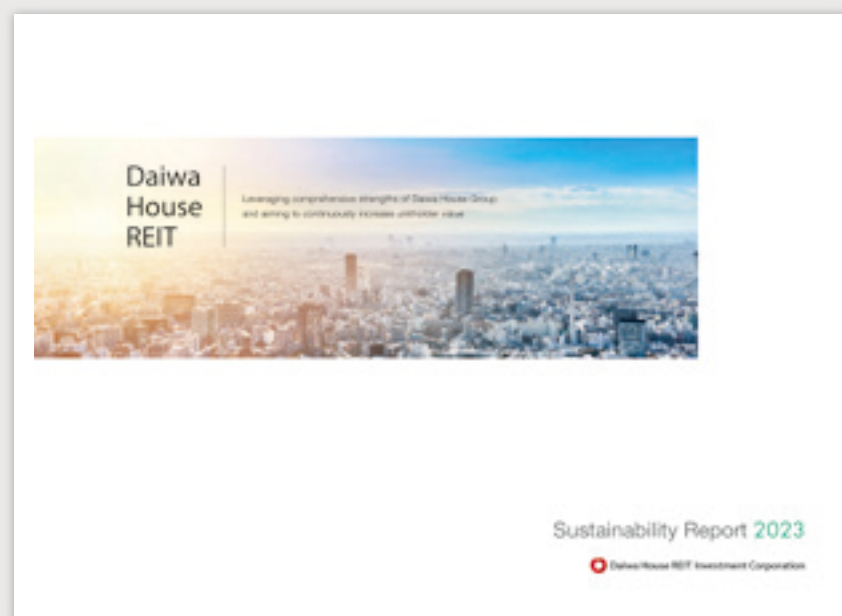 Daiwa
House
REIT
Leveraging comprehensive strengths of Daiwa House Group
and aiming to continuously increase unitholder value
Sustainability Report 2023
Daiwa House REIT Investment Corporation